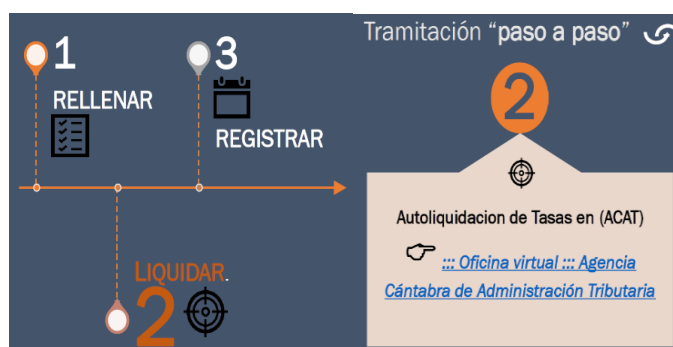 1
RELLENAR
3
REGISTRAR
LIQUIDAR.
2
Tramitación “paso a paso”
2
Autoliquidacion de Tasas en (ACAT)
::: Oficina virtual ::: Agencia
Cántabra de Administración Tributaria